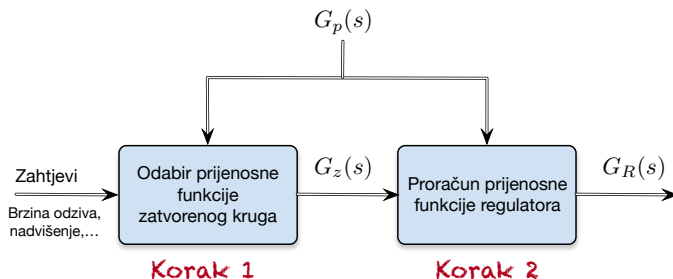 G_p(s)
Zahtjevi
Brzina odziva,
nadvišenje,...
Odabir prijenosne
funkcije
zatvorenog kruga
G_z(s)
Proračun prijenosne
funkcije regulatora
G_R(s)
Korak 1
Korak 2